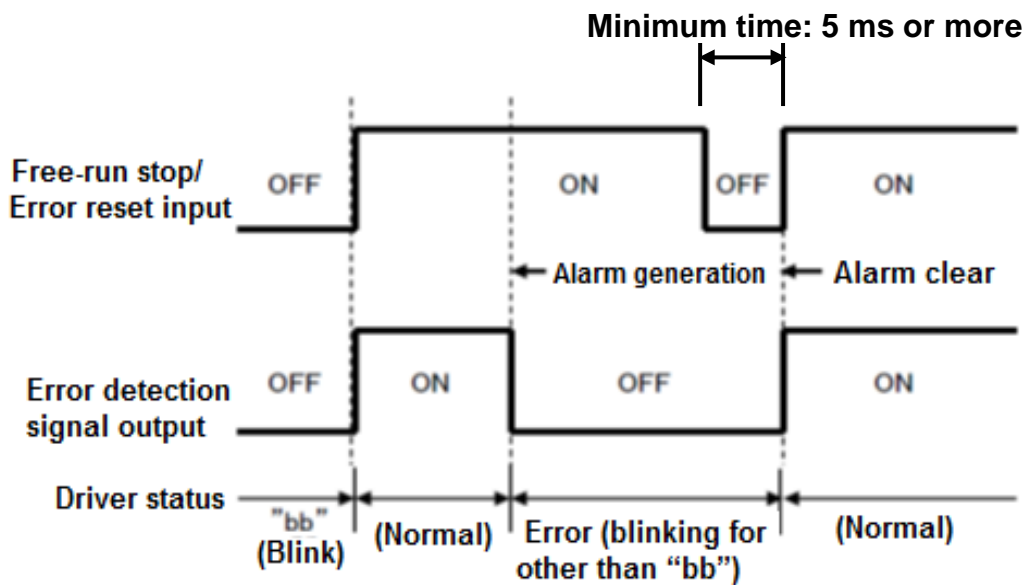 Minimum time: 5 ms or more
Free-run stop/
Error reset input
OFF
ON
OFF
ON
Alarm generation
Alarm clear
Error detection
signal output
OFF
ON
OFF
ON
Driver status
"bb"
(Blink)
(Normal)
Error (blinking for
other than “bb”)
(Normal)